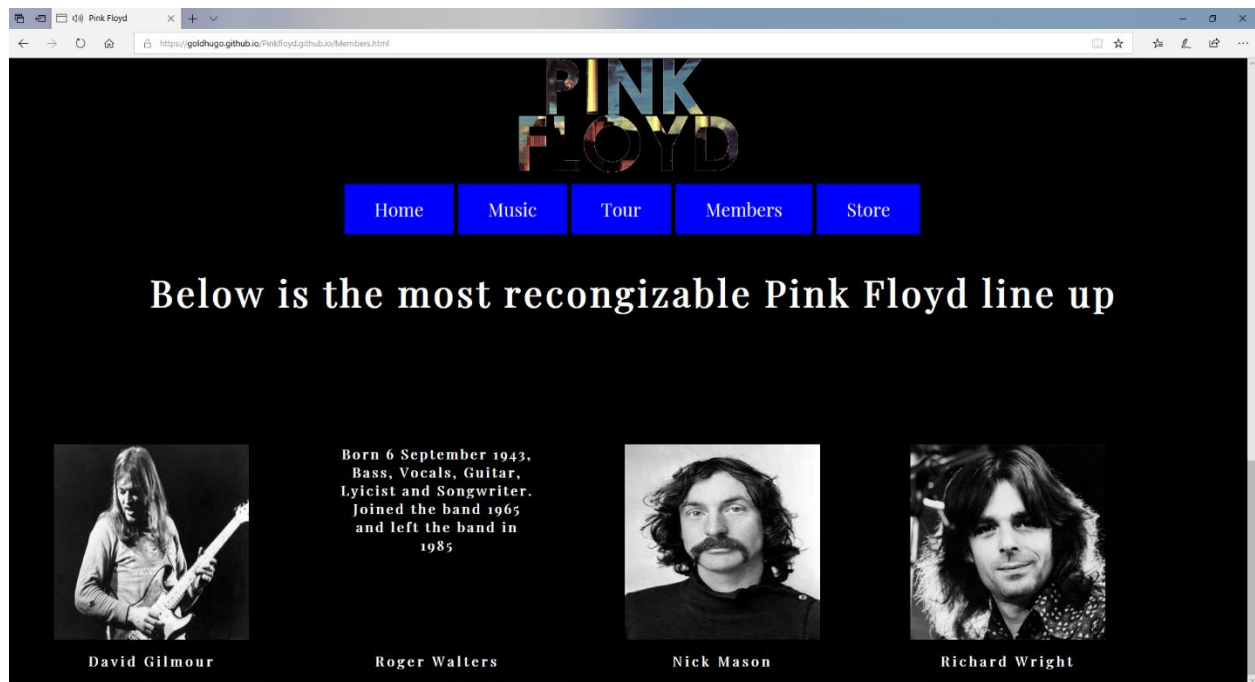 Pink Floyd
https://goldhugo.github.io/Pinkfloyd.github.io/Members.html
PINK
FLOYD
Home Music Tour Members Store
Below is the most recongizable Pink Floyd line up
Born 6 September 1943,
Bass, Vocals, Guitar,
Lyicist and Songwriter.
Joined the band 1965
and left the band in
1985
David Gilmour Roger Walters Nick Mason Richard Wright